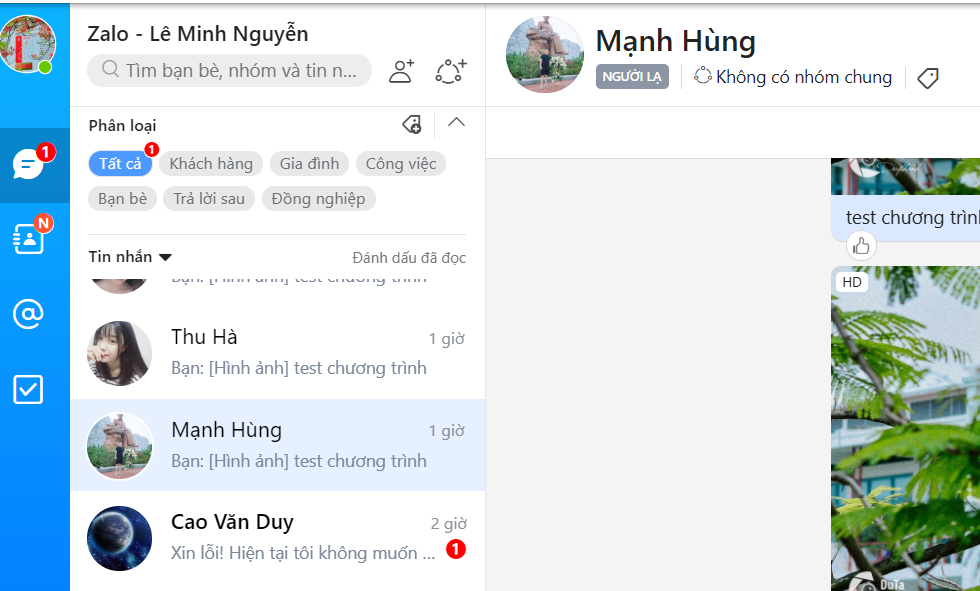 Zalo - Lê Minh Nguyễn
Tìm bạn bè, nhóm và tin n...
1
N
Phân loại
Tất cả 1 Khách hàng Gia đình Công việc
Bạn bè Trả lời sau Đồng nghiệp
Tin nhắn Đánh dấu đã đọc
Bạn: [Hình ảnh] test chương trình
Thu Hà 1 giờ
Bạn: [Hình ảnh] test chương trình
Mạnh Hùng 1 giờ
Bạn: [Hình ảnh] test chương trình
Cao Văn Duy 2 giờ
Xin lỗi! Hiện tại tôi không muốn ... 1
Mạnh Hùng
NGƯỜI LẠ Không có nhóm chung
test chương trìn
HD
DuTa